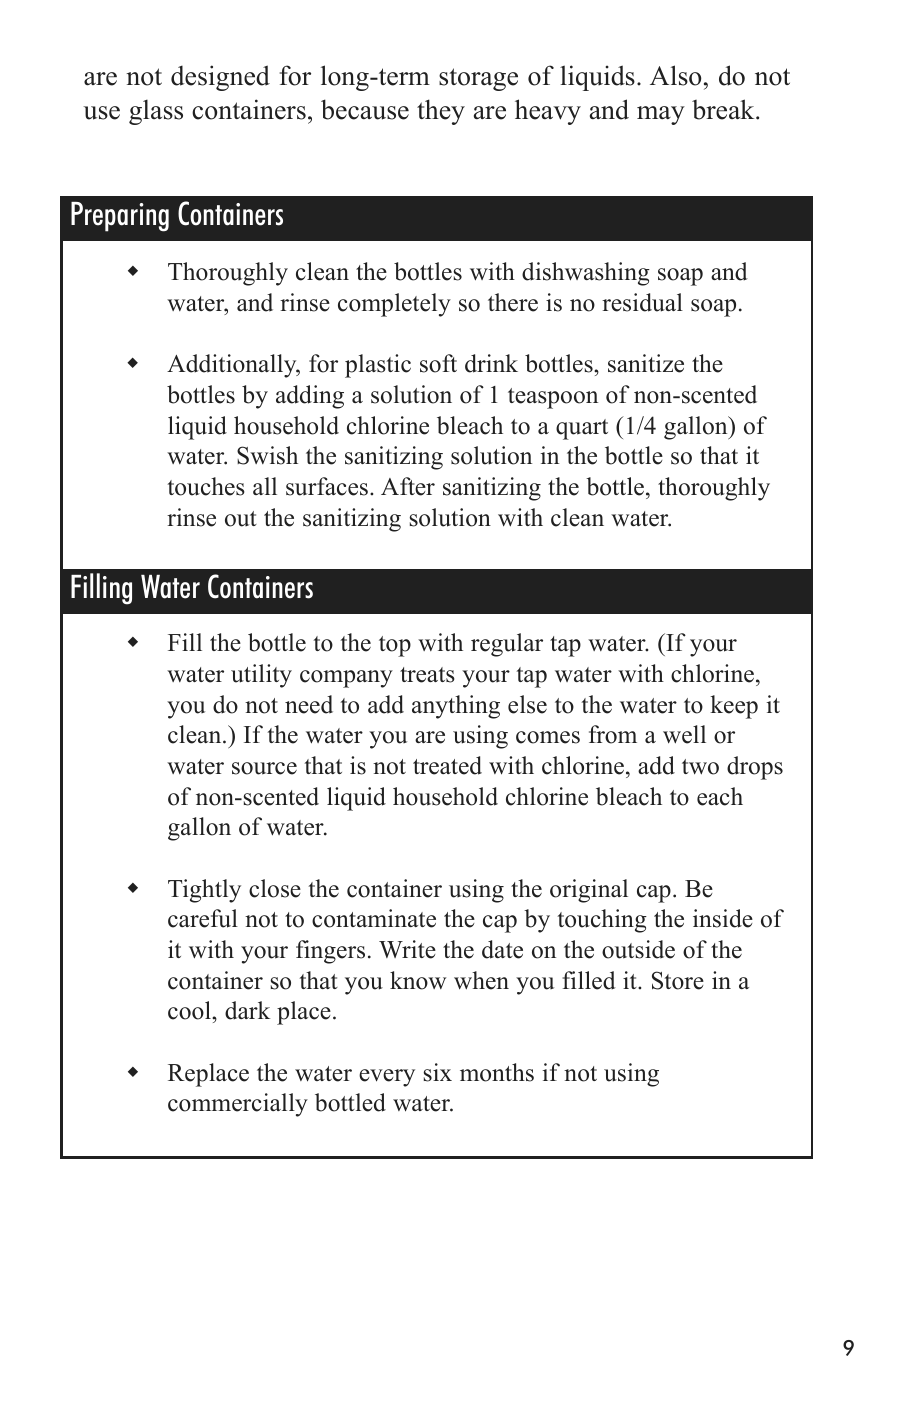 are not designed for long-term storage of liquids. Also, do not
use glass containers, because they are heavy and may break.
Preparing Containers
◆ Thoroughly clean the bottles with dishwashing soap and
water, and rinse completely so there is no residual soap.
◆ Additionally, for plastic soft drink bottles, sanitize the
bottles by adding a solution of 1 teaspoon of non-scented
liquid household chlorine bleach to a quart (1/4 gallon) of
water. Swish the sanitizing solution in the bottle so that it
touches all surfaces. After sanitizing the bottle, thoroughly
rinse out the sanitizing solution with clean water.
Filling Water Containers
◆ Fill the bottle to the top with regular tap water. (If your
water utility company treats your tap water with chlorine,
you do not need to add anything else to the water to keep it
clean.) If the water you are using comes from a well or
water source that is not treated with chlorine, add two drops
of non-scented liquid household chlorine bleach to each
gallon of water.
◆ Tightly close the container using the original cap. Be
careful not to contaminate the cap by touching the inside of
it with your fingers. Write the date on the outside of the
container so that you know when you filled it. Store in a
cool, dark place.
◆ Replace the water every six months if not using
commercially bottled water.
9